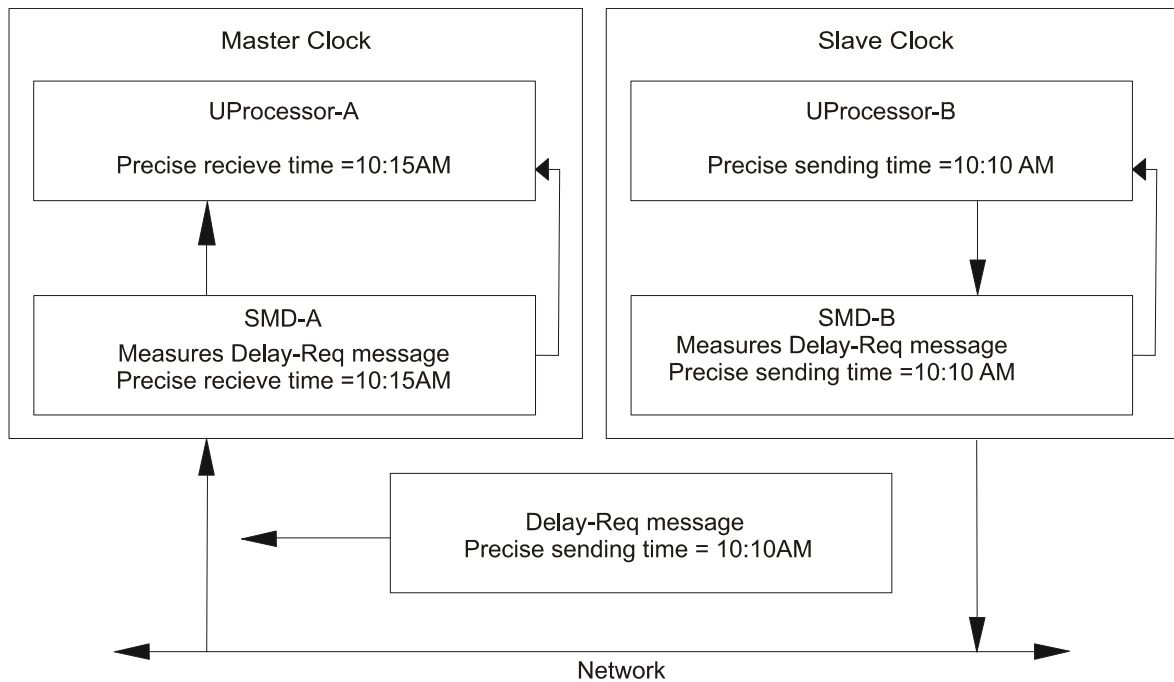 Master Clock
UProcessor-A
Precise recieve time =10:15AM
SMD-A
Measures Delay-Req message
Precise recieve time =10:15AM
Slave Clock
UProcessor-B
Precise sending time =10:10 AM
SMD-B
Measures Delay-Req message
Precise sending time =10:10 AM
Delay-Req message
Precise sending time = 10:10AM
Network